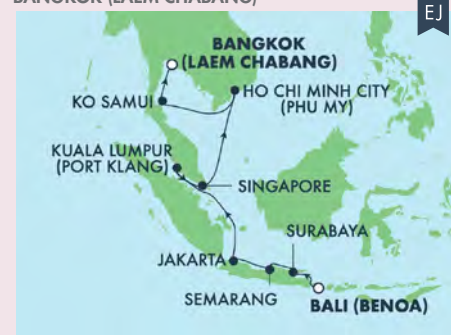 BANGKOK (LAEM CHABANG)
EJ
BANGKOK
(LAEM CHABANG)
HO CHI MINH CITY
(PHU MY)
KO SAMUI
KUALA LUMPUR
(PORT KLANG)
SINGAPORE
SURABAYA
JAKARTA
SEMARANG
BALI (BENOA)